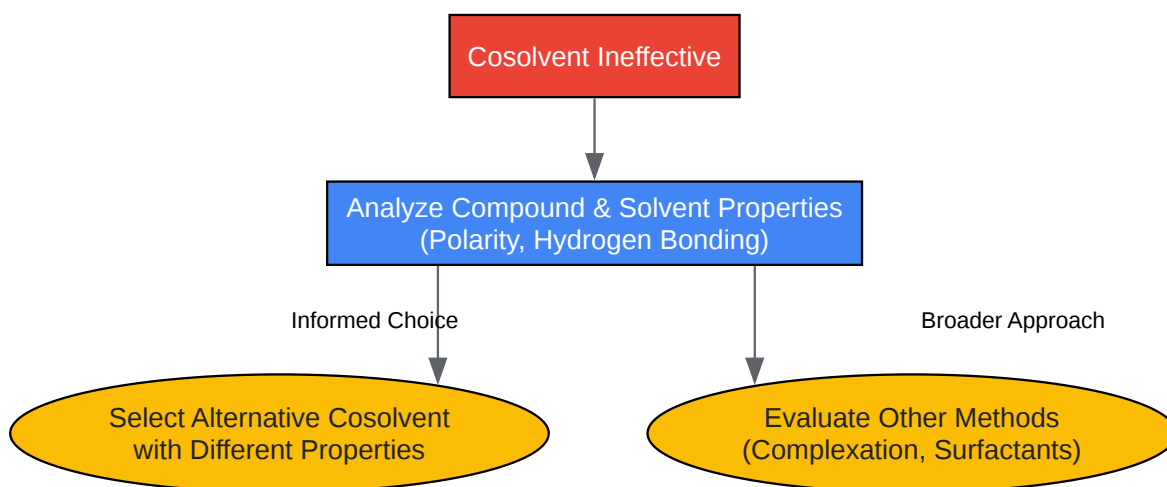 Cosolvent Ineffective
Analyze Compound & Solvent Properties
(Polarity, Hydrogen Bonding)
Informed Choice
Broader Approach
Select Alternative Cosolvent
with Different Properties
Evaluate Other Methods
(Complexation, Surfactants)